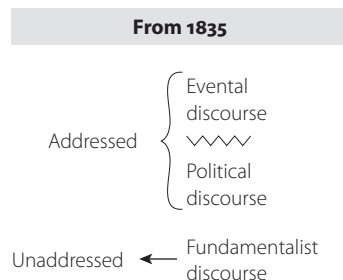 From 1835
Evental
discourse
Addressed
Political
discourse
Unaddressed
Fundamentalist
discourse